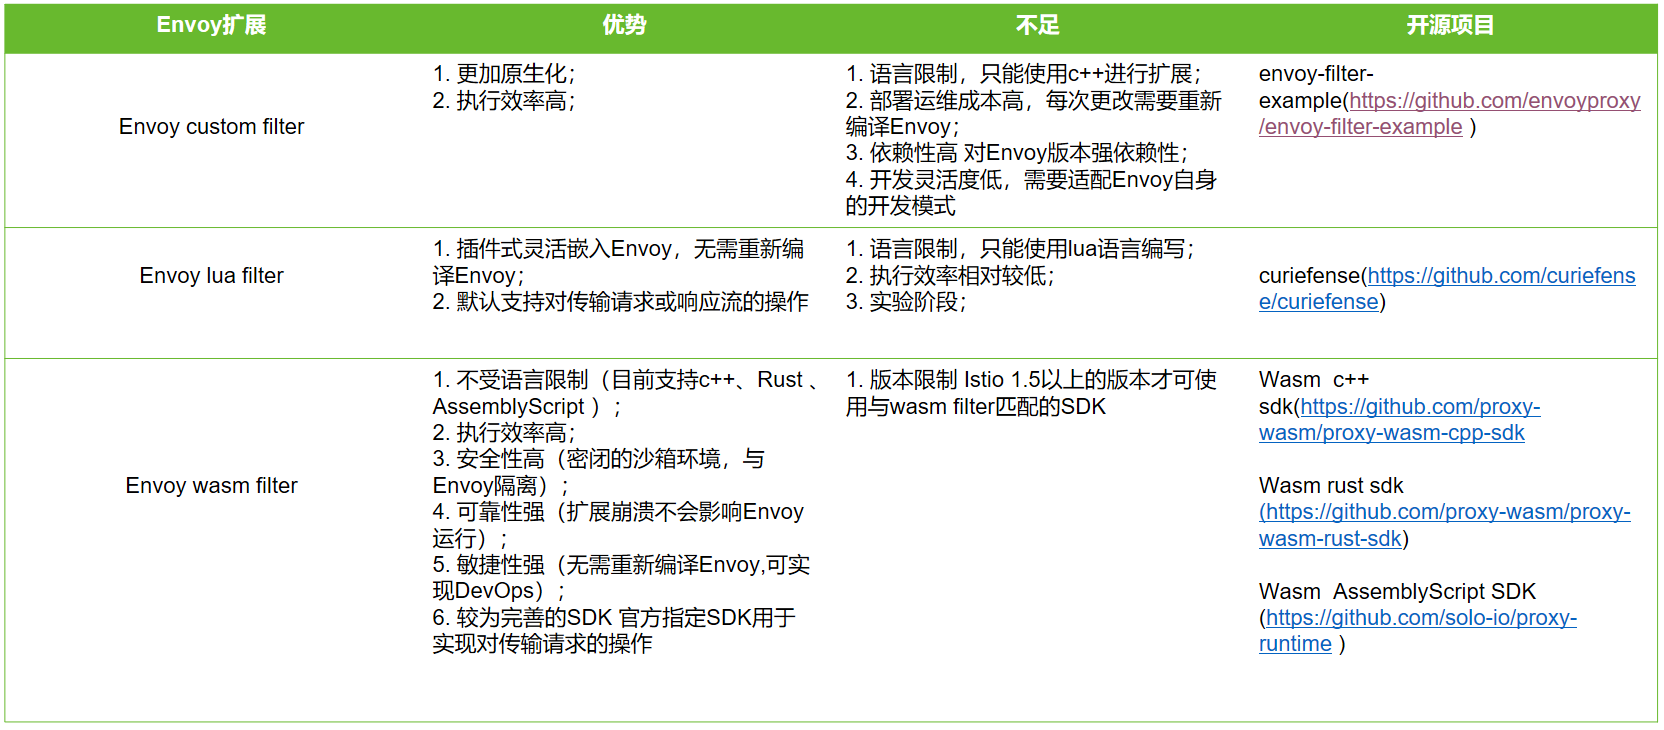 Envoy扩展
优势
不足
开源项目
Envoy custom filter
1. 更加原生化；
2. 执行效率高；
1. 语言限制，只能使用c++进行扩展；
2. 部署运维成本高，每次更改需要重新
编译Envoy；
3. 依赖性高 对Envoy版本强依赖性；
4. 开发灵活度低，需要适配Envoy自身
的开发模式
envoy-filter-
example(https://github.com/envoyproxy
/envoy-filter-example )
Envoy lua filter
1. 插件式灵活嵌入Envoy，无需重新编
译Envoy；
2. 默认支持对传输请求或响应流的操作
1. 语言限制，只能使用lua语言编写；
2. 执行效率相对较低；
3. 实验阶段；
curiefense(https://github.com/curiefens
e/curiefense)
Envoy wasm filter
1. 不受语言限制（目前支持c++、Rust 、
AssemblyScript ）；
2. 执行效率高；
3. 安全性高（密闭的沙箱环境，与
Envoy隔离）；
4. 可靠性强（扩展崩溃不会影响Envoy
运行）；
5. 敏捷性强（无需重新编译Envoy,可实
现DevOps）；
6. 较为完善的SDK 官方指定SDK用于
实现对传输请求的操作
1. 版本限制 Istio 1.5以上的版本才可使
用与wasm filter匹配的SDK
Wasm  c++
sdk(https://github.com/proxy-
wasm/proxy-wasm-cpp-sdk
Wasm rust sdk
(https://github.com/proxy-wasm/proxy-
wasm-rust-sdk)
Wasm  AssemblyScript SDK
(https://github.com/solo-io/proxy-
runtime )